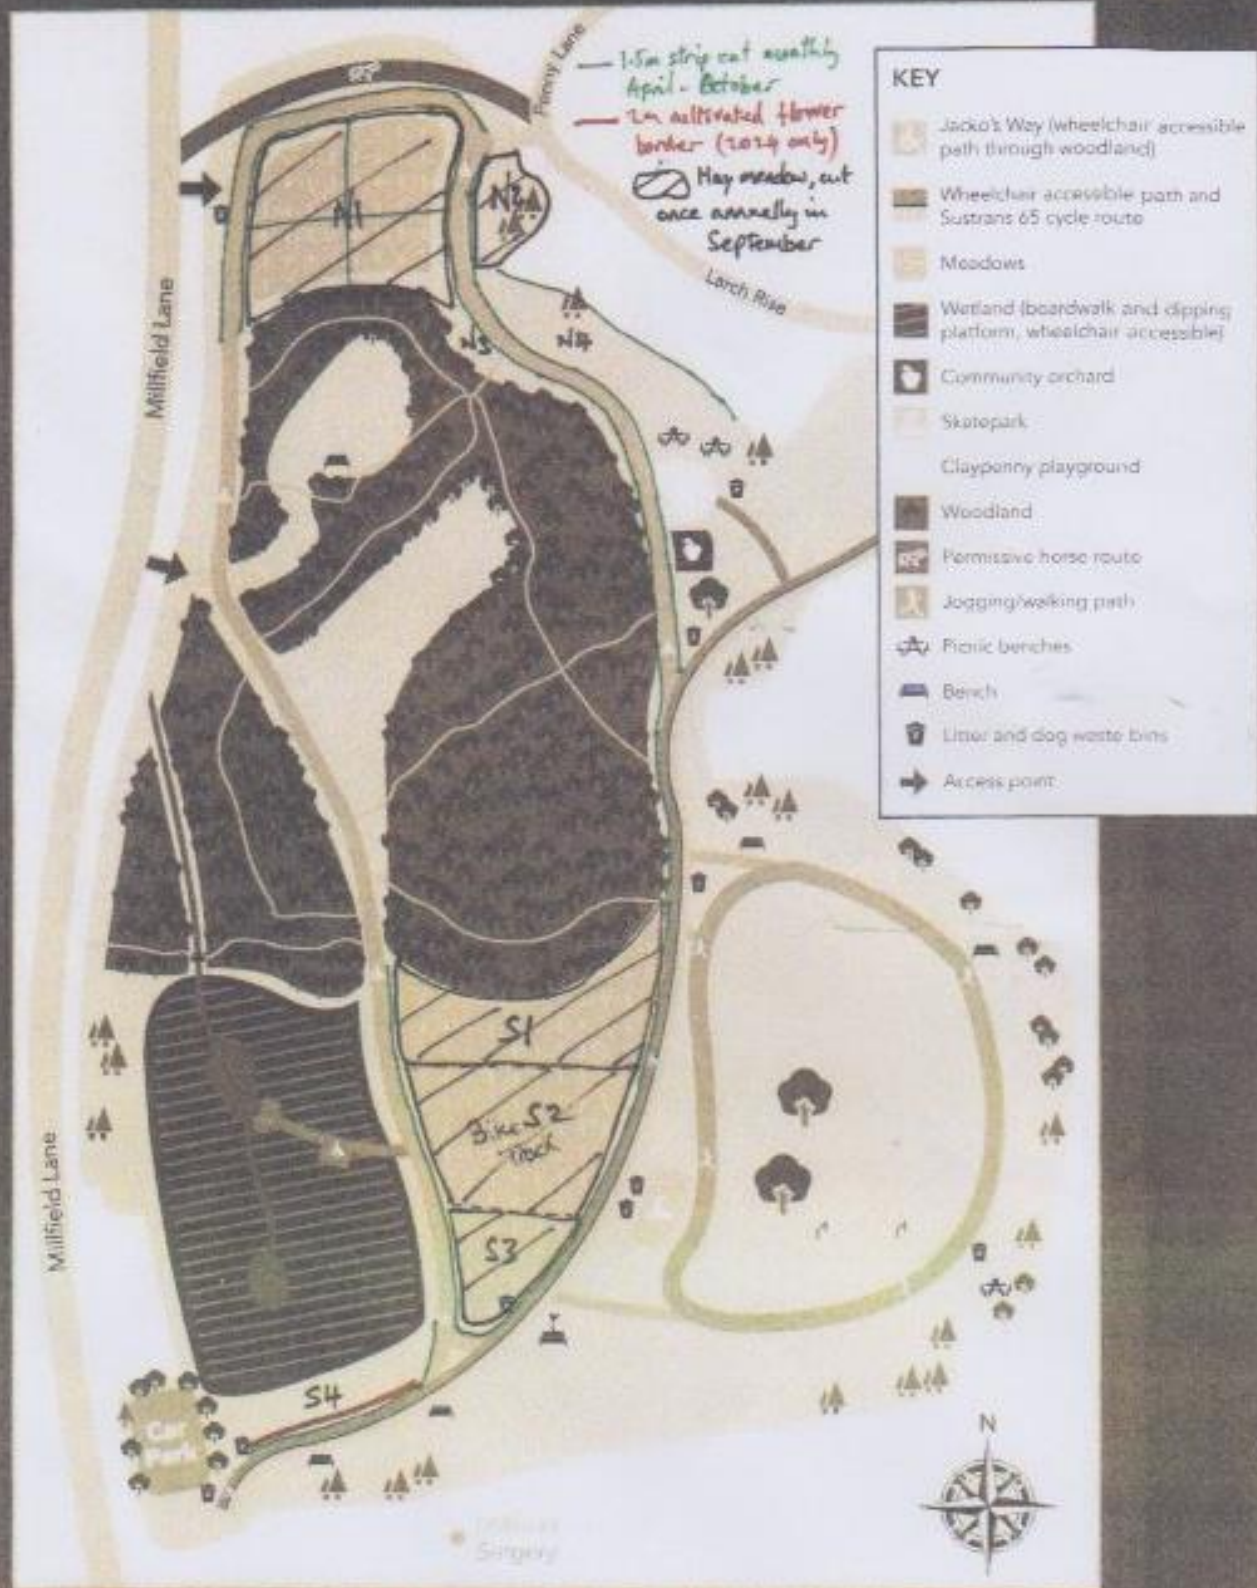 Penny Lane
1.5m strip cut monthly
April - October
2m cultivated flower
border (2024 only)
Hay meadow, cut
once annually in
September
KEY
Jacko's Way (wheelchair accessible
path through woodland)
Wheelchair accessible path and
Sustrans 65 cycle route
Meadows
Wetland (boardwalk and dipping
platform, wheelchair accessible)
Community orchard
Skatepark
Claypenny playground
Woodland
Permissive horse route
Jogging/walking path
Picnic benches
Bench
Litter and dog waste bins
Access point
N1
N2
Larch Rise
N3
N4
Millfield Lane
S1
Bike S2
Track
S3
Millfield Lane
S4
Car
Park
N
Surgery